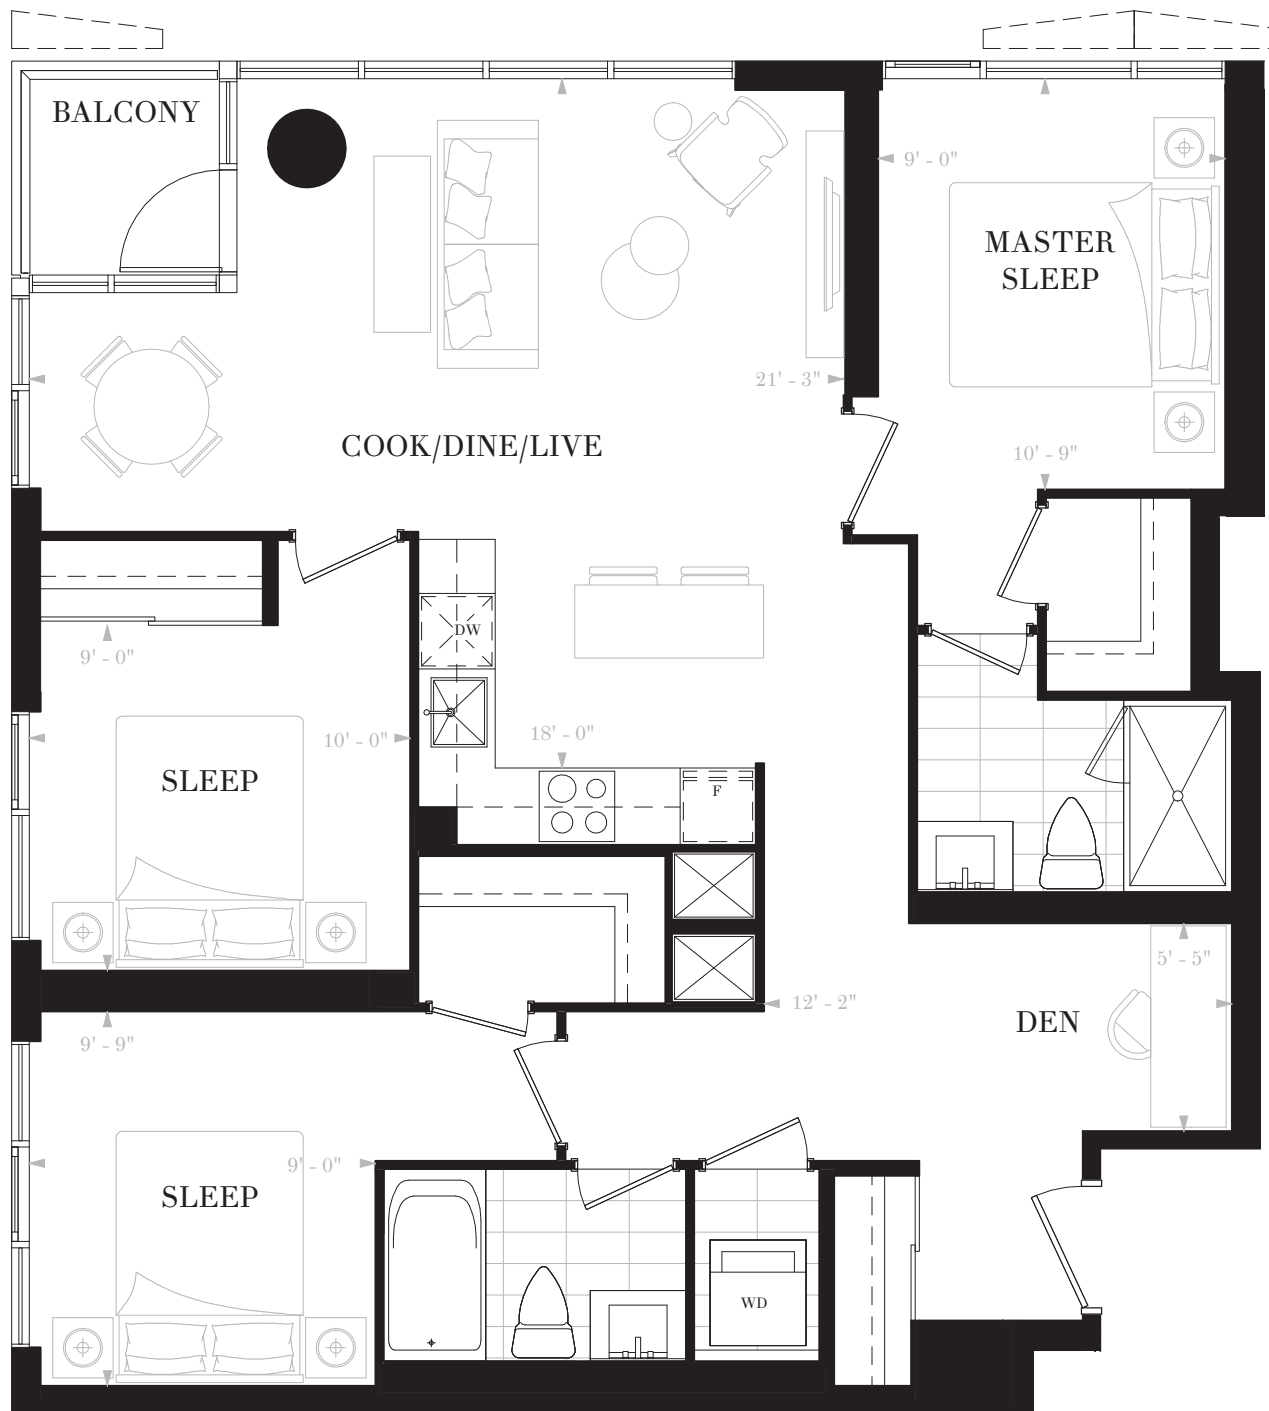 BALCONY
9' - 0"
MASTER
SLEEP
21' - 3"
COOK/DINE/LIVE
10' - 9"
DW
9' - 0"
10' - 0"
18' - 0"
SLEEP
F
5' - 5"
12' - 2"
DEN
9' - 9"
9' - 0"
SLEEP
WD